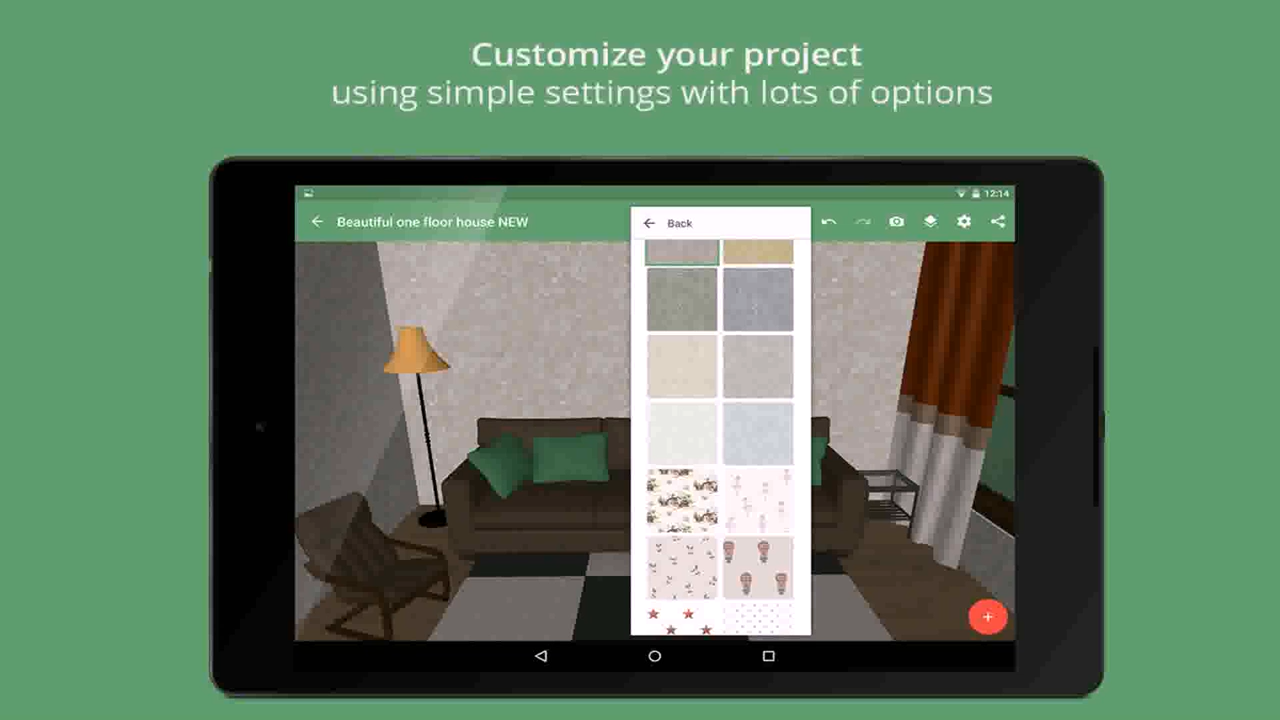 Customize your project
using simple settings with lots of options
12:14
Beautiful one floor house NEW
Back